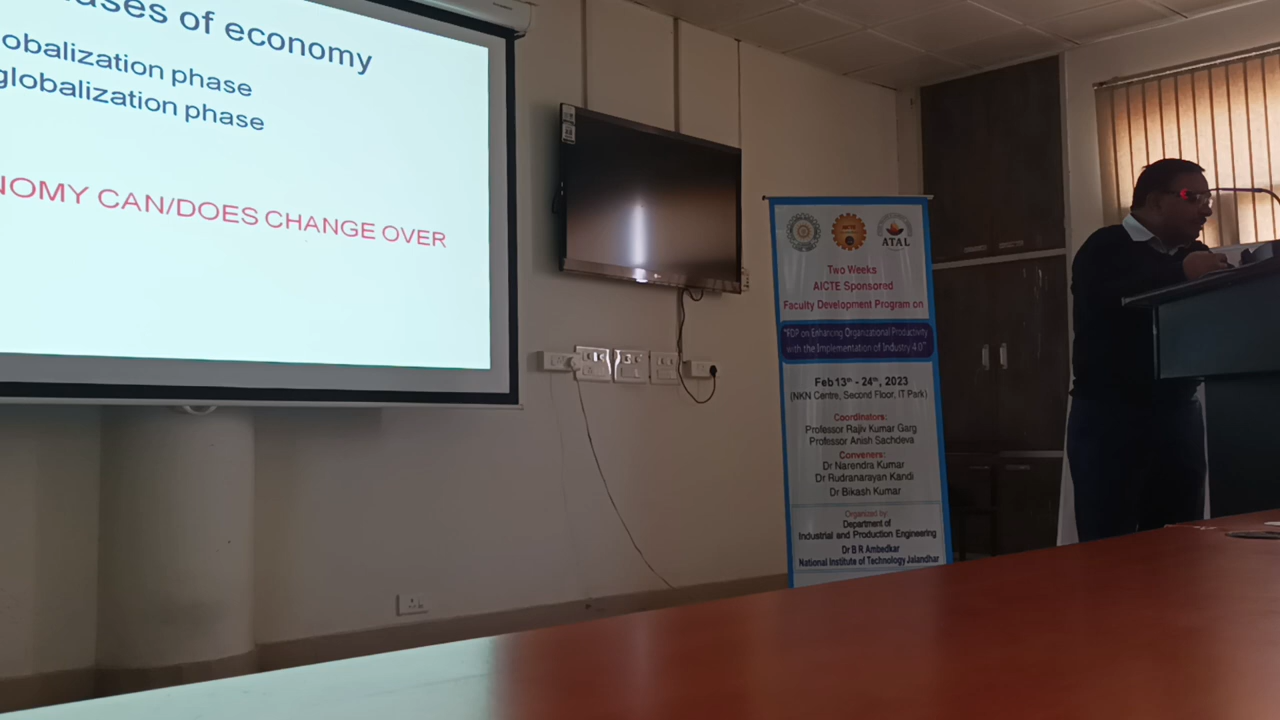 ases of economy
obalization phase
globalization phase
NOMY CAN/DOES CHANGE OVER
AICTE
ATAL
Two Weeks
AICTE Sponsored
Faculty Development Program on
"FDP on Enhancing Organizational Productivity
with the Implementation of Industry 4.0"
Feb 13th - 24th, 2023
(NKN Centre, Second Floor, IT Park)
Coordinators:
Professor Rajiv Kumar Garg
Professor Anish Sachdeva
Conveners:
Dr Narendra Kumar
Dr Rudranarayan Kandi
Dr Bikash Kumar
Organized by:
Department of
Industrial and Production Engineering
Dr B R Ambedkar
National Institute of Technology Jalandhar